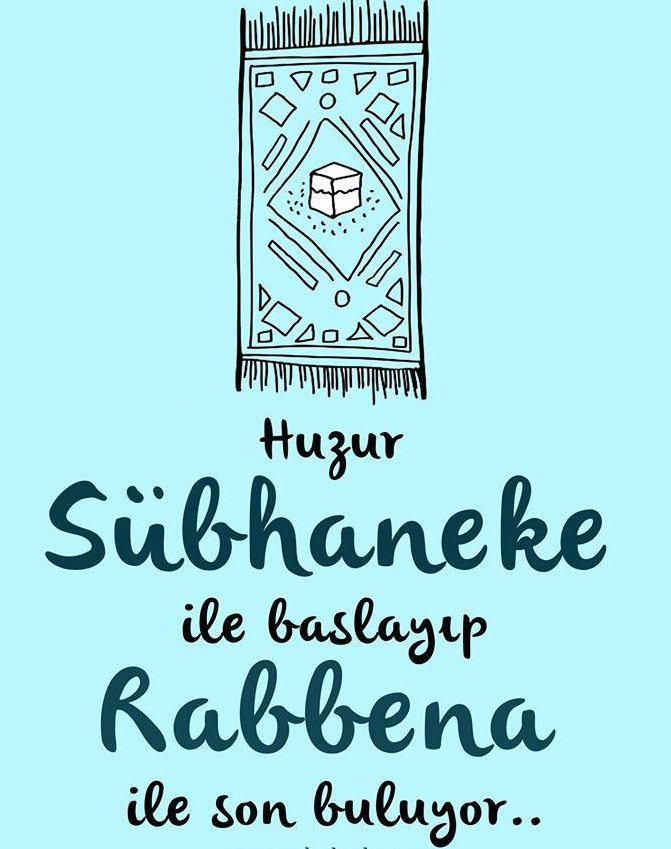 Huzur
Sübhaneke
ile baslayıp
Rabbena
ile son buluyor..